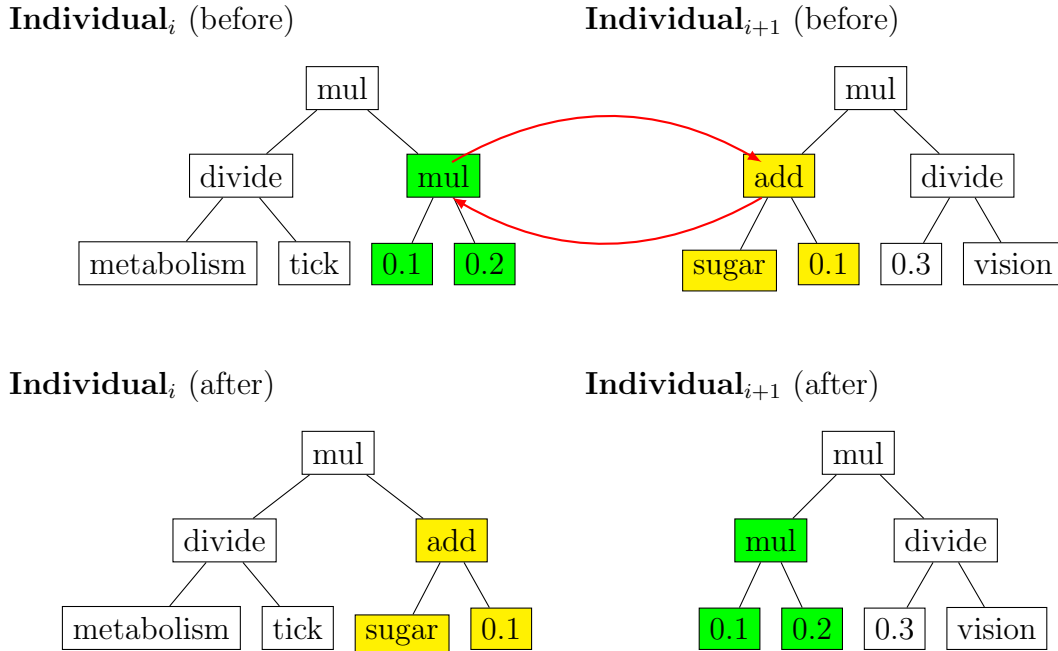 Individual_i (before) Individual_{i+1} (before)
mul mul
divide mul add divide
metabolism tick 0.1 0.2 sugar 0.1 0.3 vision
Individual_i (after) Individual_{i+1} (after)
mul mul
divide add mul divide
metabolism tick sugar 0.1 0.1 0.2 0.3 vision